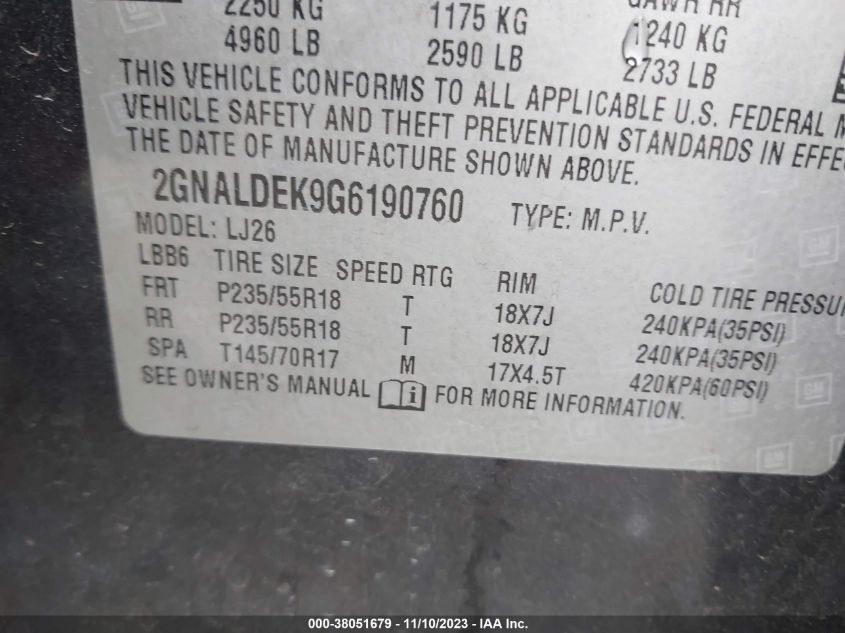 2250 KG 1175 KG GAWR RR
4960 LB 2590 LB 1240 KG
2733 LB
THIS VEHICLE CONFORMS TO ALL APPLICABLE U.S. FEDERAL M
VEHICLE SAFETY AND THEFT PREVENTION STANDARDS IN EFFE
THE DATE OF MANUFACTURE SHOWN ABOVE.
2GNALDEK9G6190760 TYPE: M.P.V.
MODEL: LJ26
LBB6 TIRE SIZE SPEED RTG RIM COLD TIRE PRESSU
FRT P235/55R18 T 18X7J 240KPA(35PSI)
RR P235/55R18 T 18X7J 240KPA(35PSI)
SPA T145/70R17 M 17X4.5T 420KPA(60PSI)
SEE OWNER'S MANUAL i FOR MORE INFORMATION.
GM
000-38051679 — 11/10/2023 — IAA Inc.